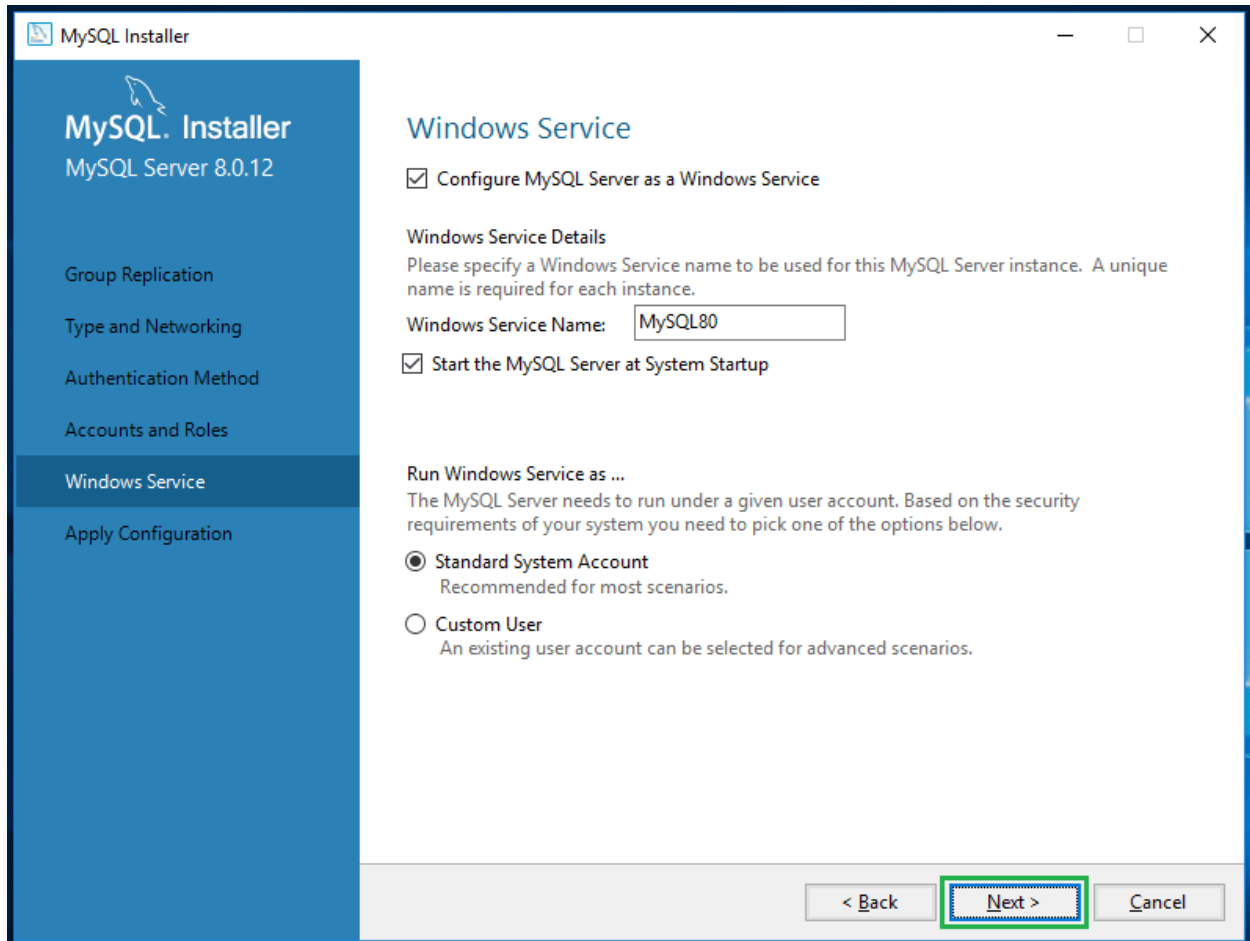 MySQL Installer
MySQL. Installer
MySQL Server 8.0.12
Group Replication
Type and Networking
Authentication Method
Accounts and Roles
Windows Service
Apply Configuration
Windows Service
Configure MySQL Server as a Windows Service
Windows Service Details
Please specify a Windows Service name to be used for this MySQL Server instance.  A unique
name is required for each instance.
Windows Service Name: MySQL80
Start the MySQL Server at System Startup
Run Windows Service as ...
The MySQL Server needs to run under a given user account. Based on the security
requirements of your system you need to pick one of the options below.
Standard System Account
Recommended for most scenarios.
Custom User
An existing user account can be selected for advanced scenarios.
< Back Next > Cancel